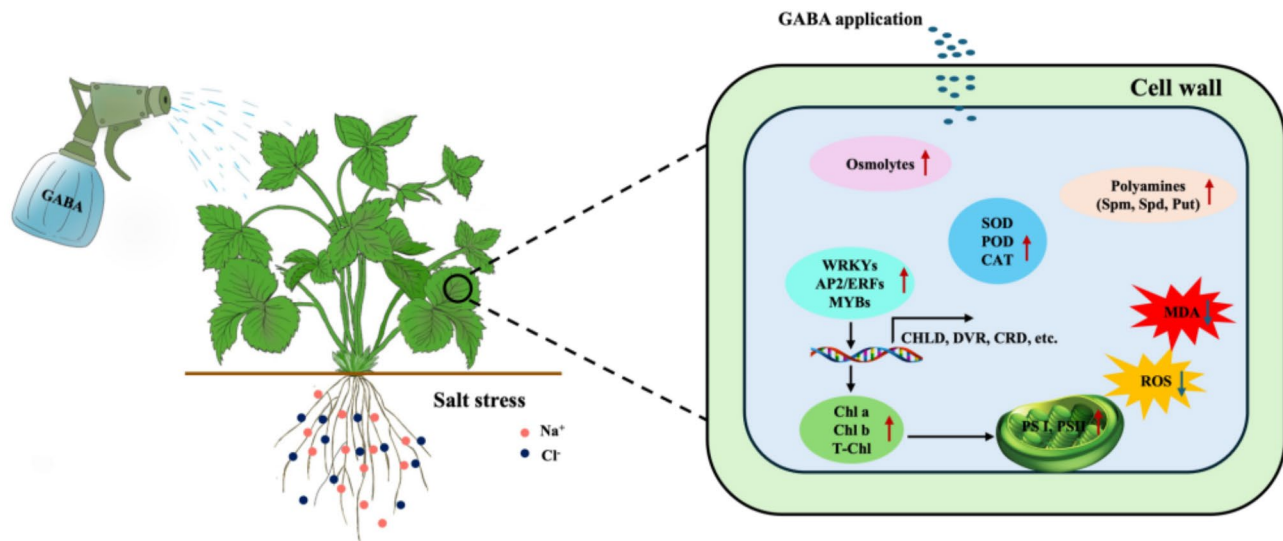 GABA application
Cell wall
GABA
Osmolytes
Polyamines
(Spm, Spd, Put)
SOD
POD
CAT
WRKYs
AP2/ERFs
MYBs
MDA
CHLD, DVR, CRD, etc.
ROS
Salt stress
Na⁺
Cl⁻
Chl a
Chl b
T-Chl
PS I, PSII